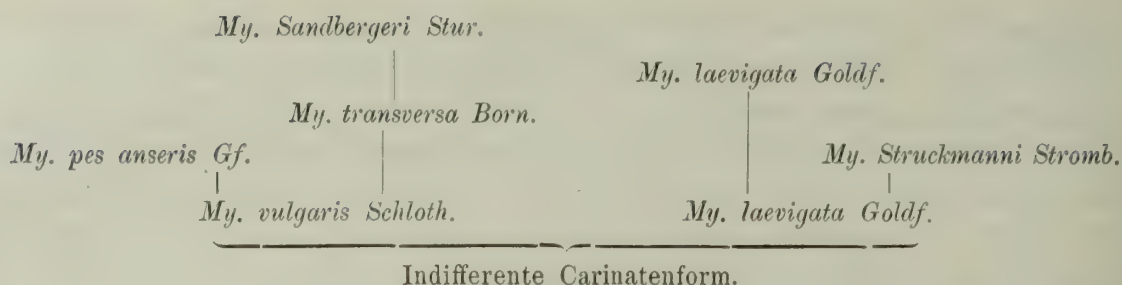 My. Sandbergeri Stur.
My. laevigata Goldf.
My. transversa Born.
My. pes anseris Gf.
My. Struckmanni Stromb.
My. vulgaris Schloth.
My. laevigata Goldf.
Indifferente Carinatenform.